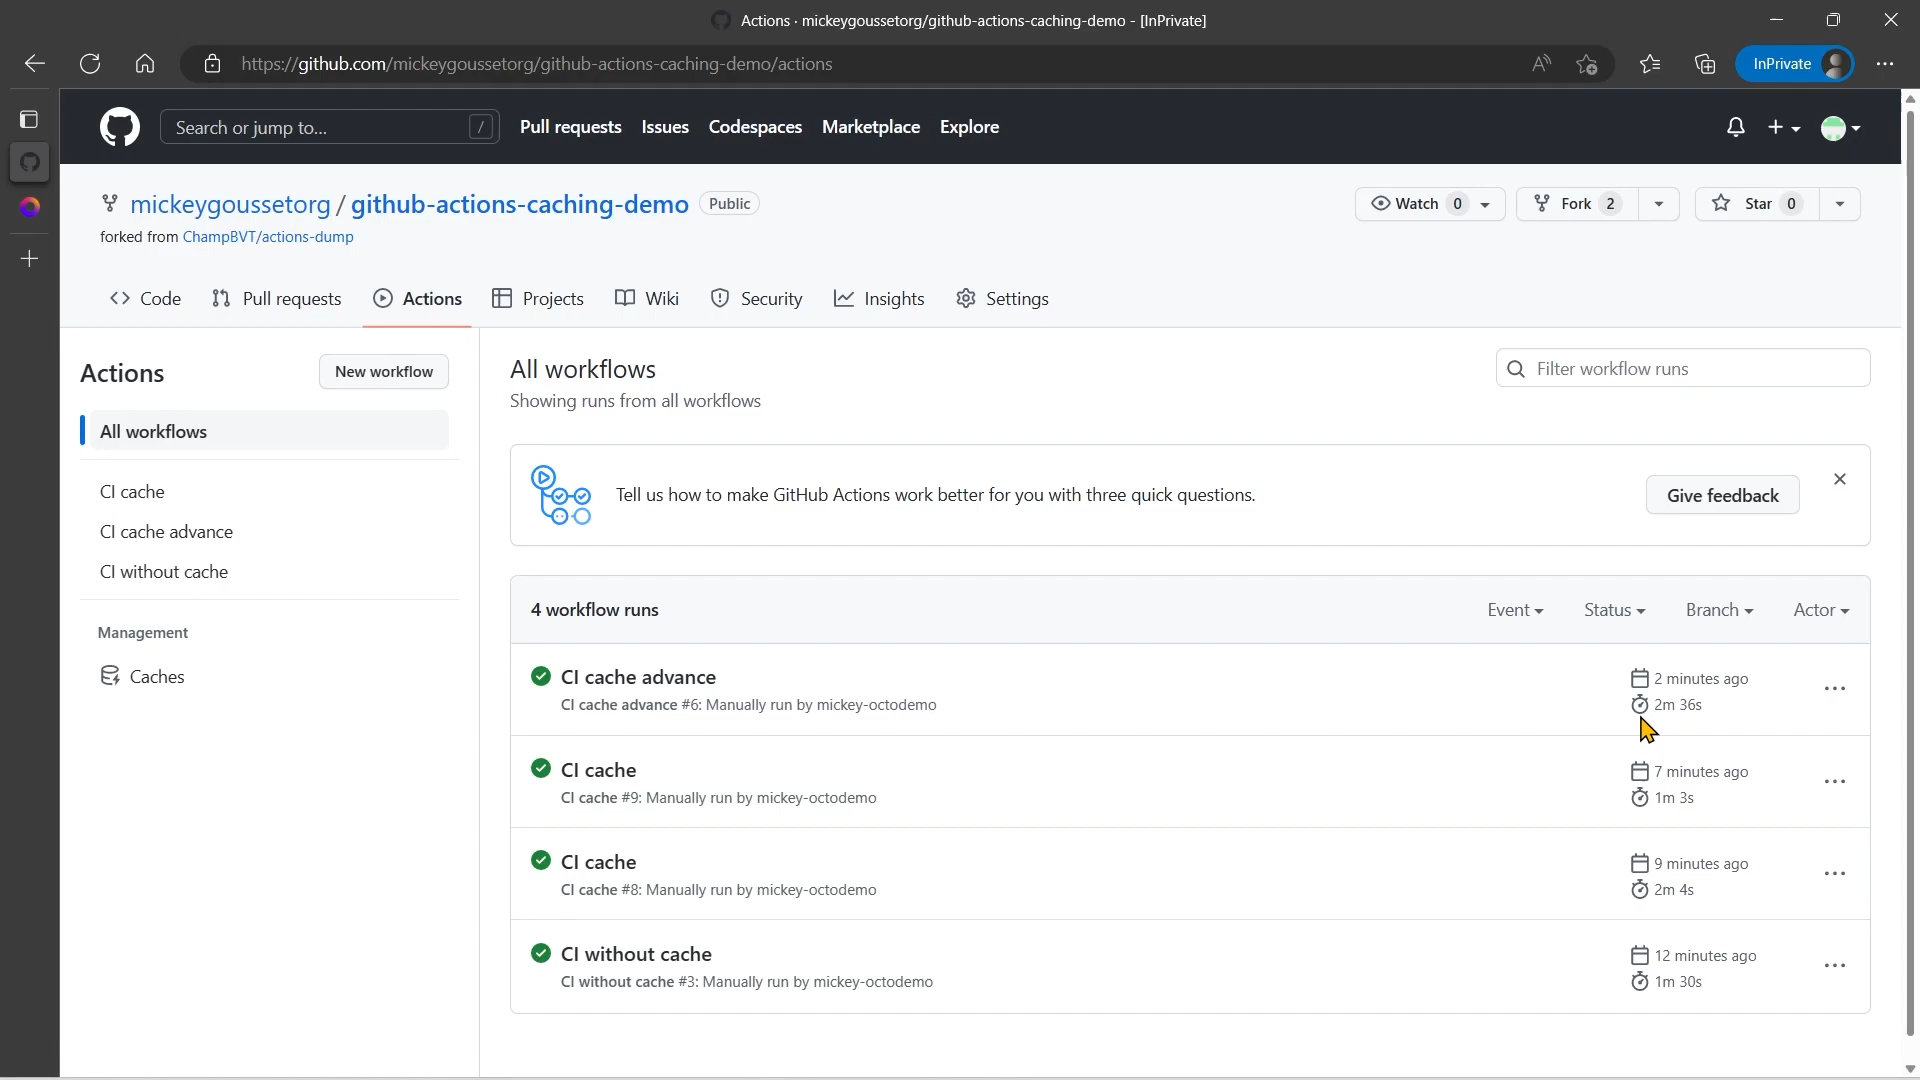 Actions · mickeygoussetorg/github-actions-caching-demo - [InPrivate]
https://github.com/mickeygoussetorg/github-actions-caching-demo/actions
InPrivate
Search or jump to... /
Pull requests Issues Codespaces Marketplace Explore
mickeygoussetorg / github-actions-caching-demo Public
Watch 0 Fork 2 Star 0
forked from ChampBVT/actions-dump
Code Pull requests Actions Projects Wiki Security Insights Settings
Actions
New workflow
All workflows
CI cache
CI cache advance
CI without cache
Management
Caches
All workflows
Showing runs from all workflows
Filter workflow runs
Tell us how to make GitHub Actions work better for you with three quick questions.
Give feedback
4 workflow runs
Event Status Branch Actor
CI cache advance
CI cache advance #6: Manually run by mickey-octodemo
2 minutes ago
2m 36s
CI cache
CI cache #9: Manually run by mickey-octodemo
7 minutes ago
1m 3s
CI cache
CI cache #8: Manually run by mickey-octodemo
9 minutes ago
2m 4s
CI without cache
CI without cache #3: Manually run by mickey-octodemo
12 minutes ago
1m 30s